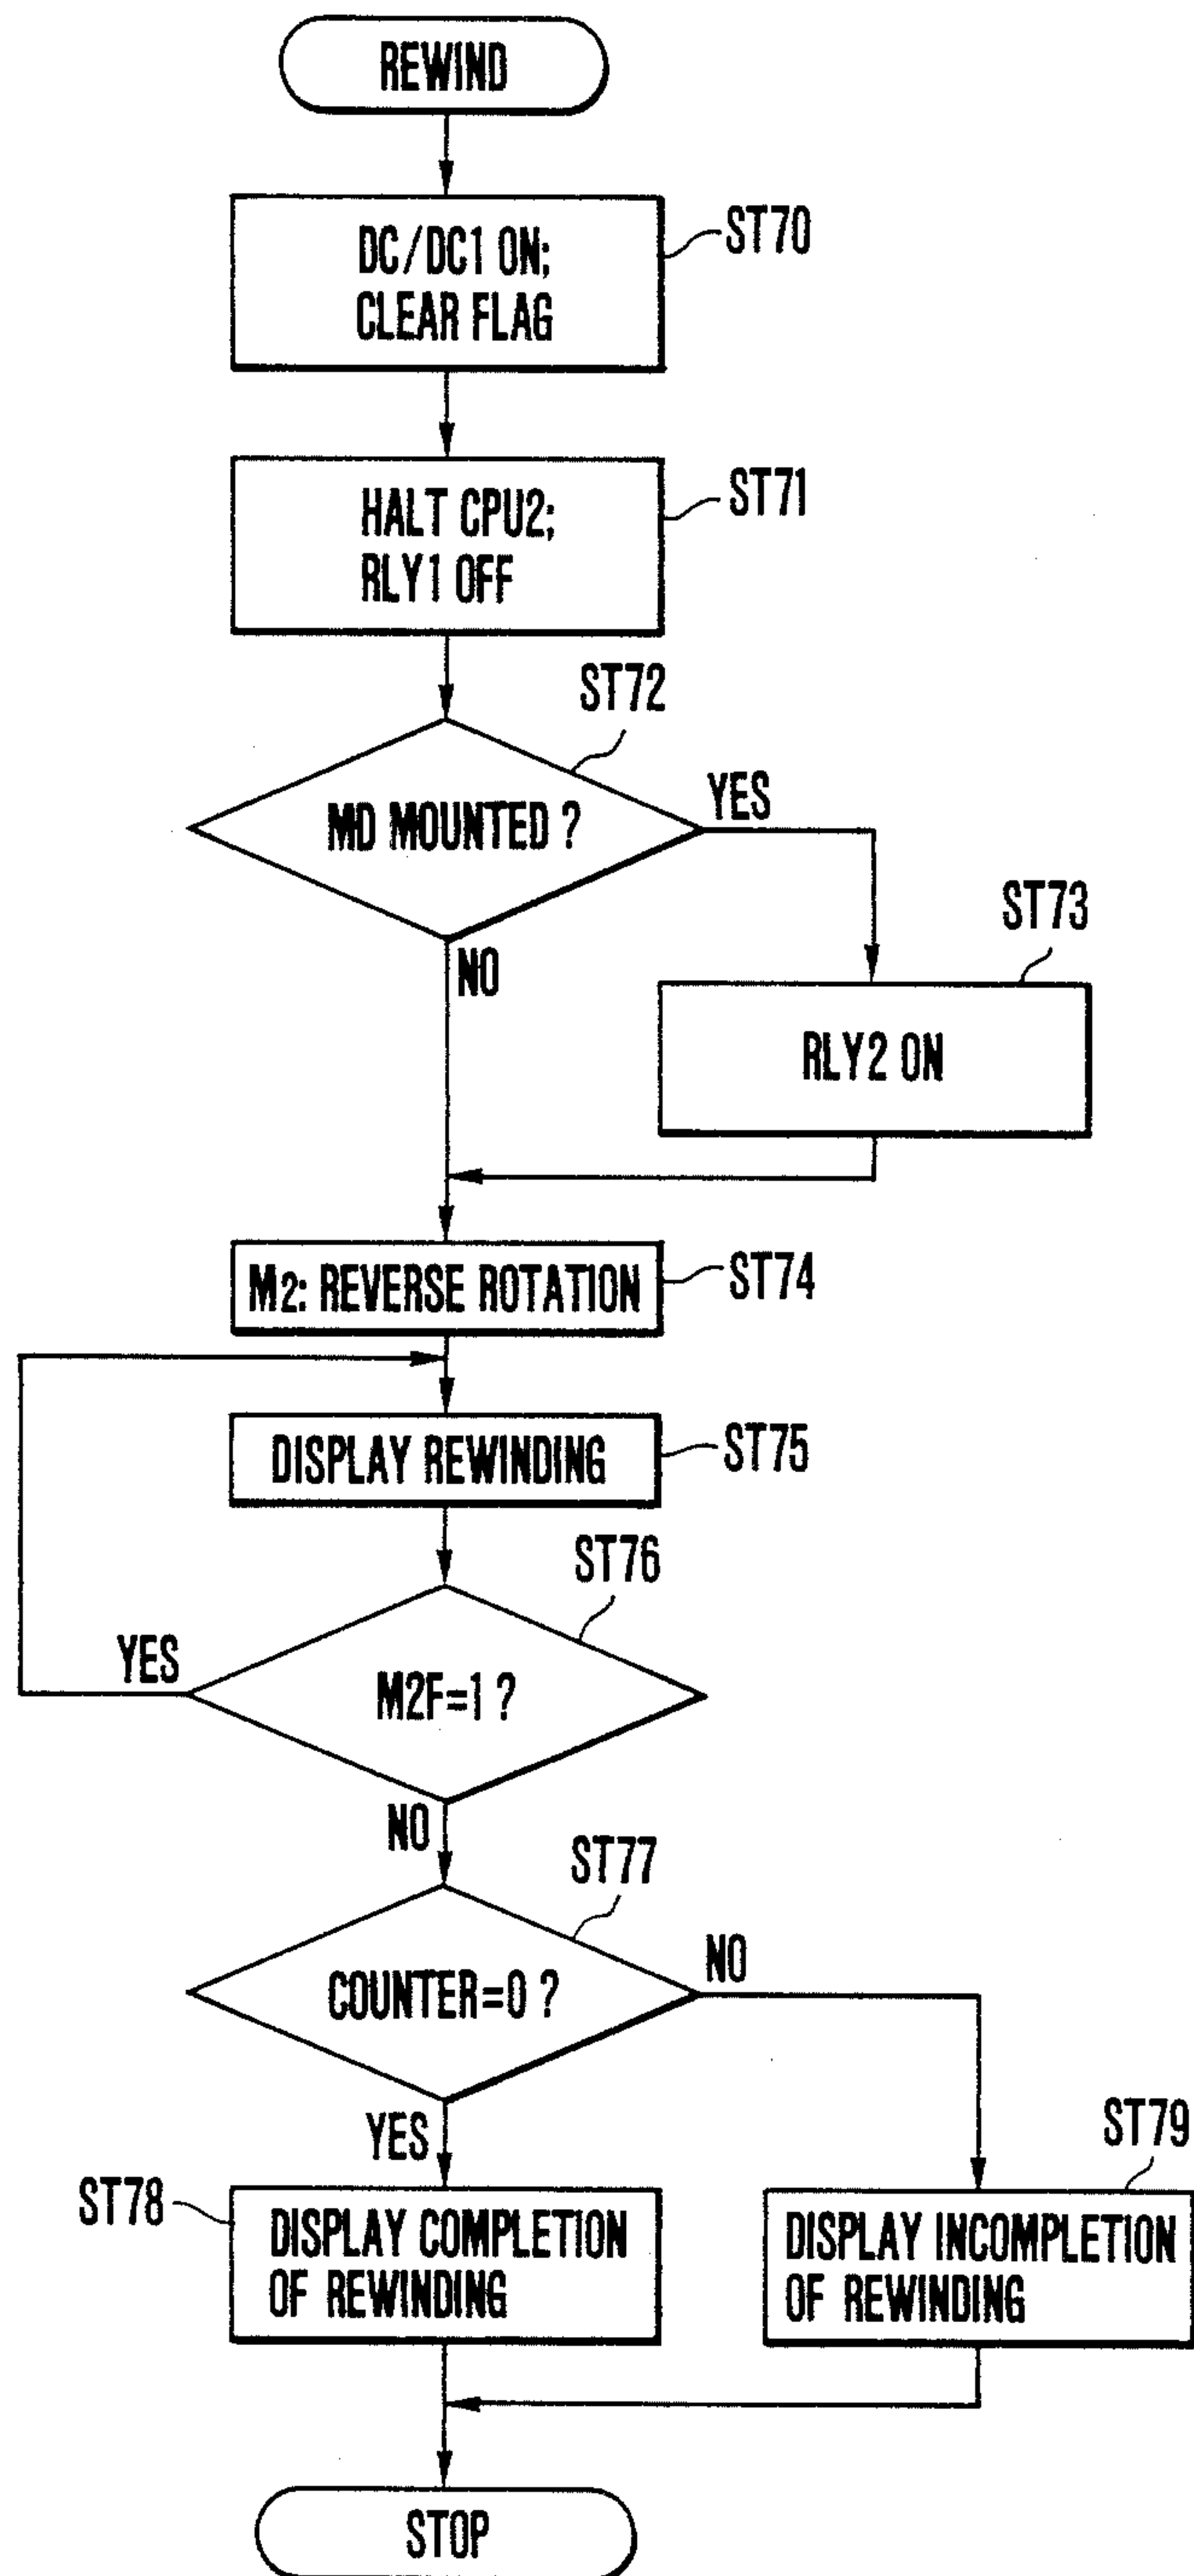 REWIND
DC/DC1 ON;
CLEAR FLAG
ST70
HALT CPU2;
RLY1 OFF
ST71
ST72
MD MOUNTED ?
YES
NO
ST73
RLY2 ON
M2: REVERSE ROTATION
ST74
DISPLAY REWINDING
ST75
ST76
M2F=1 ?
YES
NO
ST77
COUNTER=0 ?
NO
YES
ST78
DISPLAY COMPLETION
OF REWINDING
ST79
DISPLAY INCOMPLETION
OF REWINDING
STOP